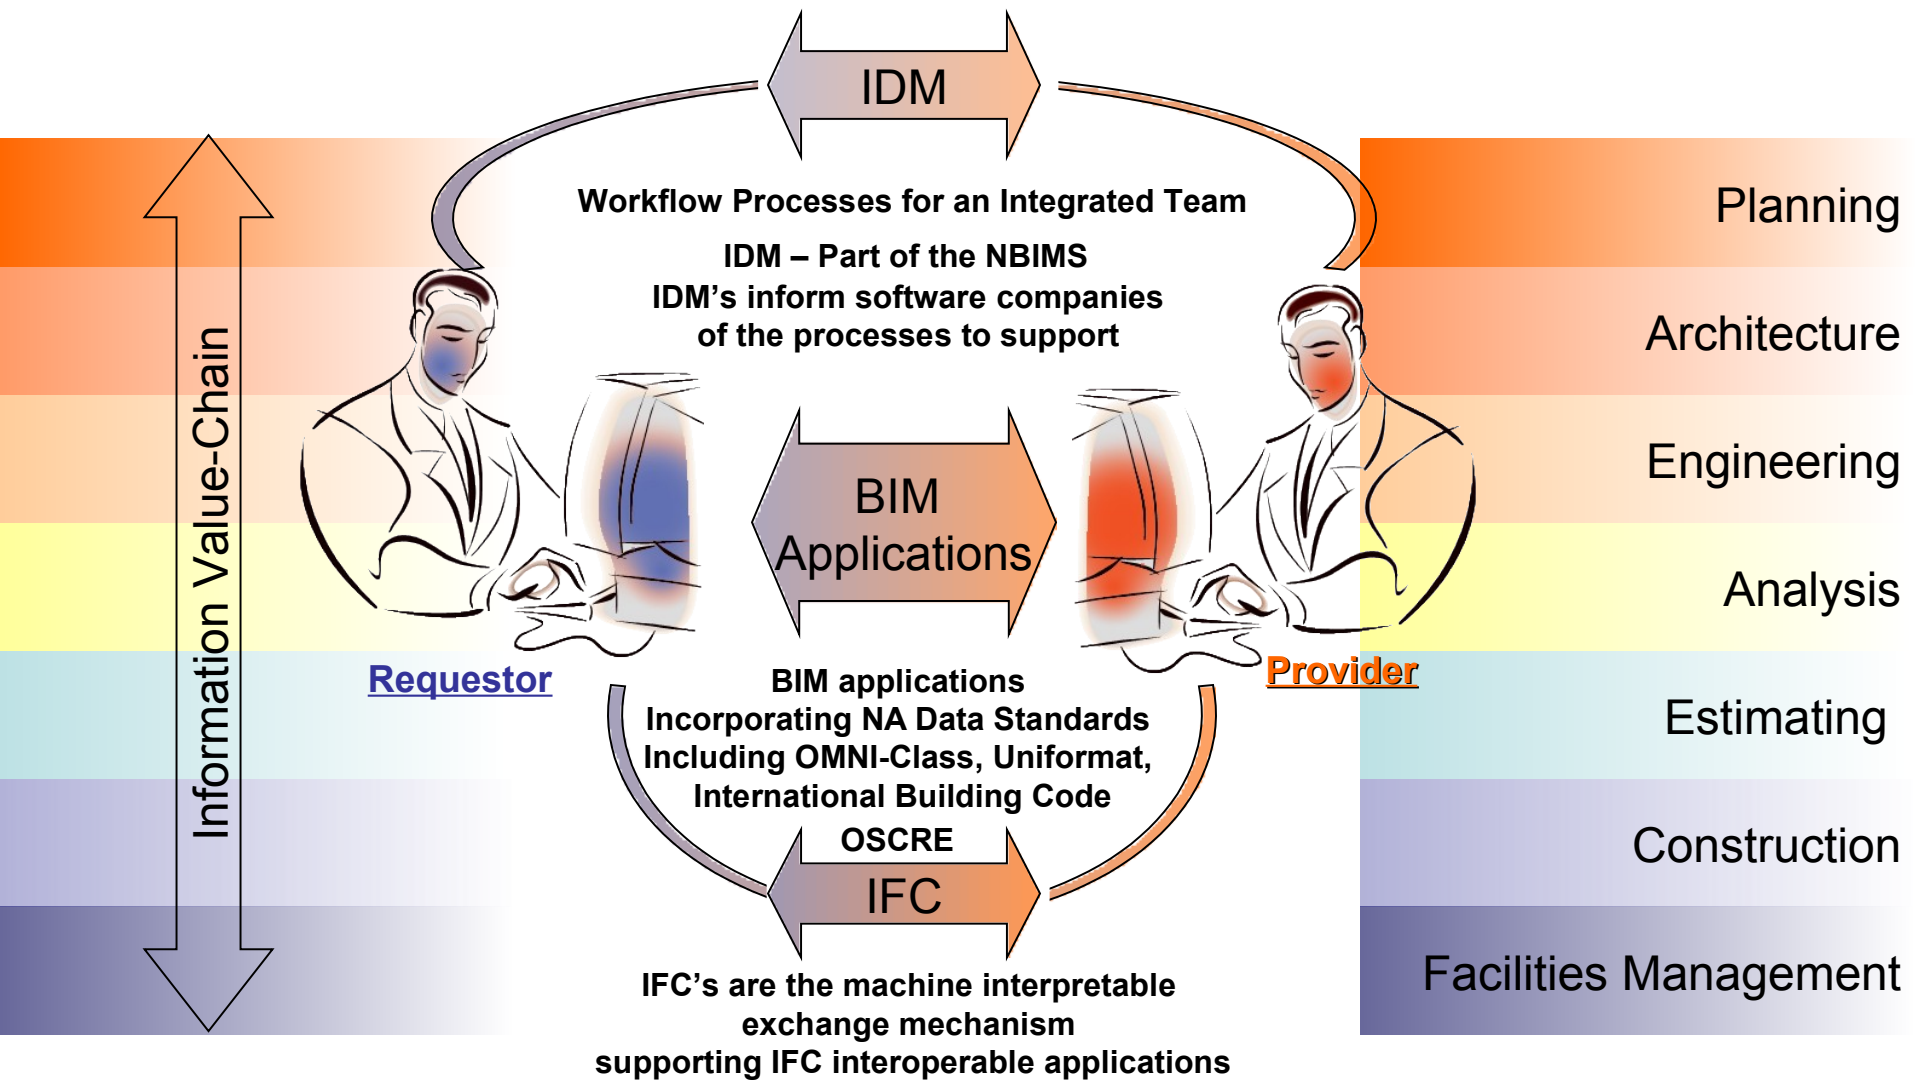 IDM
Workflow Processes for an Integrated Team
IDM – Part of the NBIMS
IDM’s inform software companies
of the processes to support
Information Value-Chain
BIM
Applications
Requestor
Provider
BIM applications
Incorporating NA Data Standards
Including OMNI-Class, Uniformat,
International Building Code
OSCRE
IFC
IFC’s are the machine interpretable
exchange mechanism
supporting IFC interoperable applications
Planning
Architecture
Engineering
Analysis
Estimating
Construction
Facilities Management